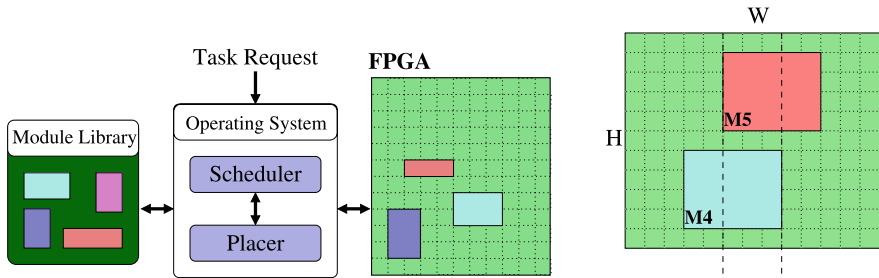 Task Request
FPGA
Module Library
Operating System
Scheduler
Placer
W
H
M5
M4